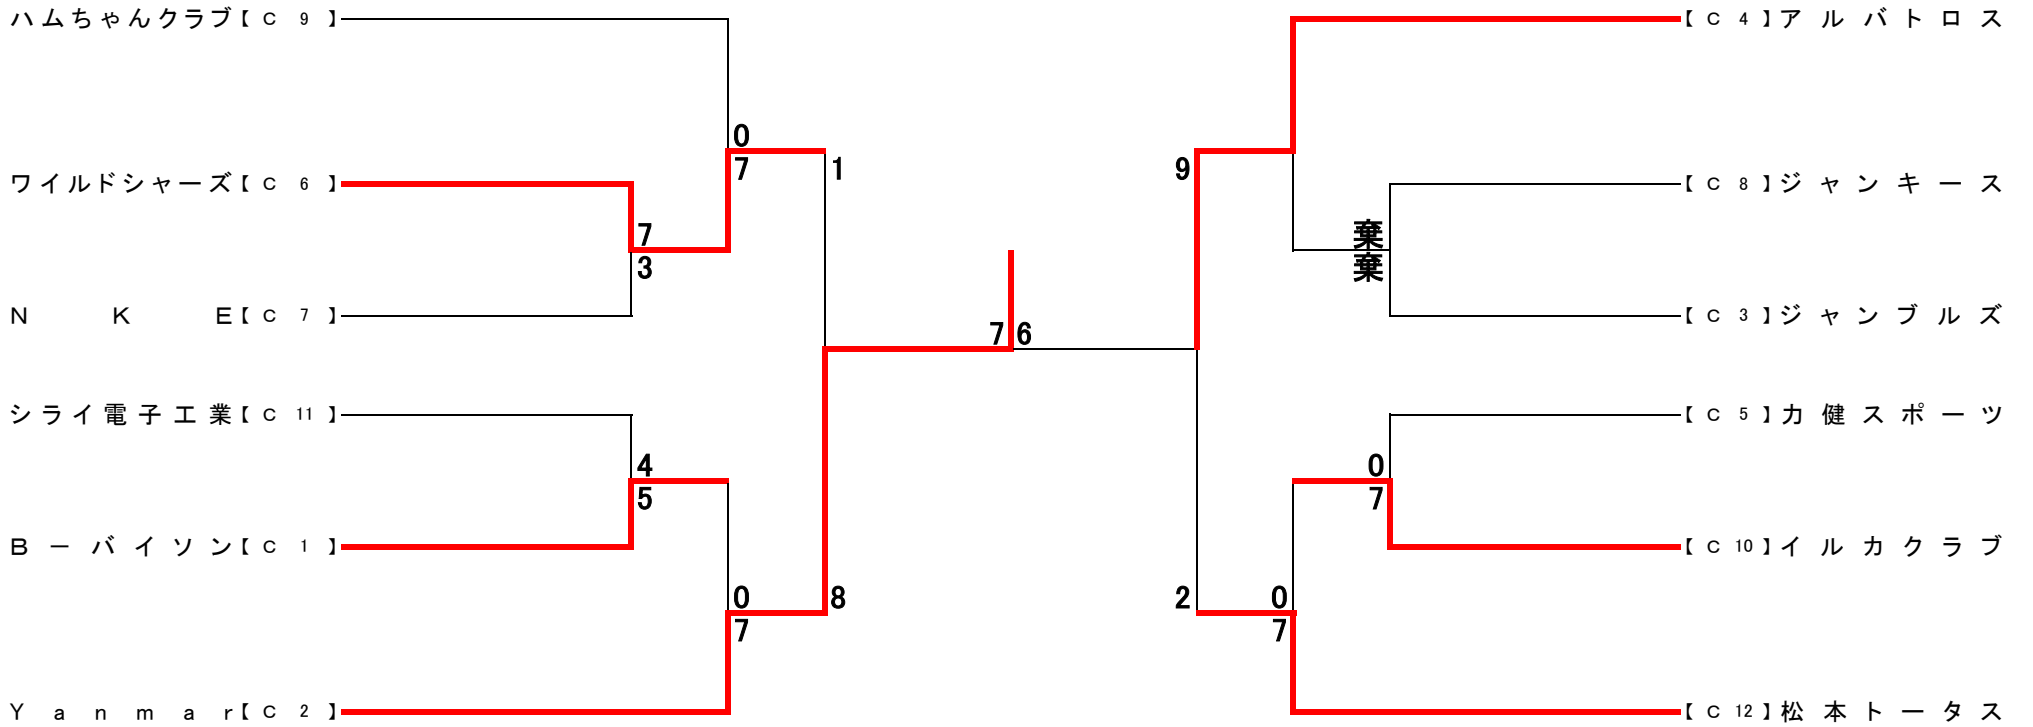 ハムちゃんクラブ【 C 9 】 【 C 4 】アルバトロス
0
ワイルドシャーズ【 C 6 】 7 1 9 【 C 8 】ジャンキース
7 棄
3 棄
NKE【 C 7 】 【 C 3 】ジャンブルズ
7 6
シライ電子工業【 C 11 】 【 C 5 】力健スポーツ
4 0
5 7
B－バイソン【 C 1 】 【 C 10 】イルカクラブ
0 8 2 0
7 7
Yanmar【 C 2 】 【 C 12 】松本トータス